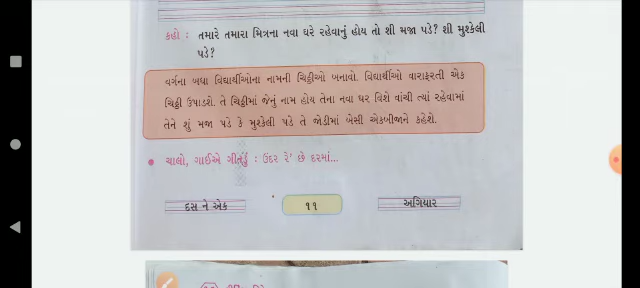 કહો : તમારે તમારા મિત્રના નવા ઘરે રહેવાનું હોય તો શી મજા પડે? શી મુશ્કેલી
પડે?
વર્ગના બધા વિદ્યાર્થીઓના નામની ચિઠ્ઠીઓ બનાવો. વિદ્યાર્થીઓ વારાફરતી એક
ચિઠ્ઠી ઉપાડશે. તે ચિઠ્ઠીમાં જેનું નામ હોય તેના નવા ઘર વિશે વાંચી ત્યાં રહેવામાં
તેને શું મજા પડે કે મુશ્કેલી પડે તે જોડીમાં બેસી એકબીજાને કહેશે.
● ચાલો, ગાઈએ ગીતડું : ઉંદર રે' છે દરમાં...
દસ ને એક
૧૧
અગિયાર